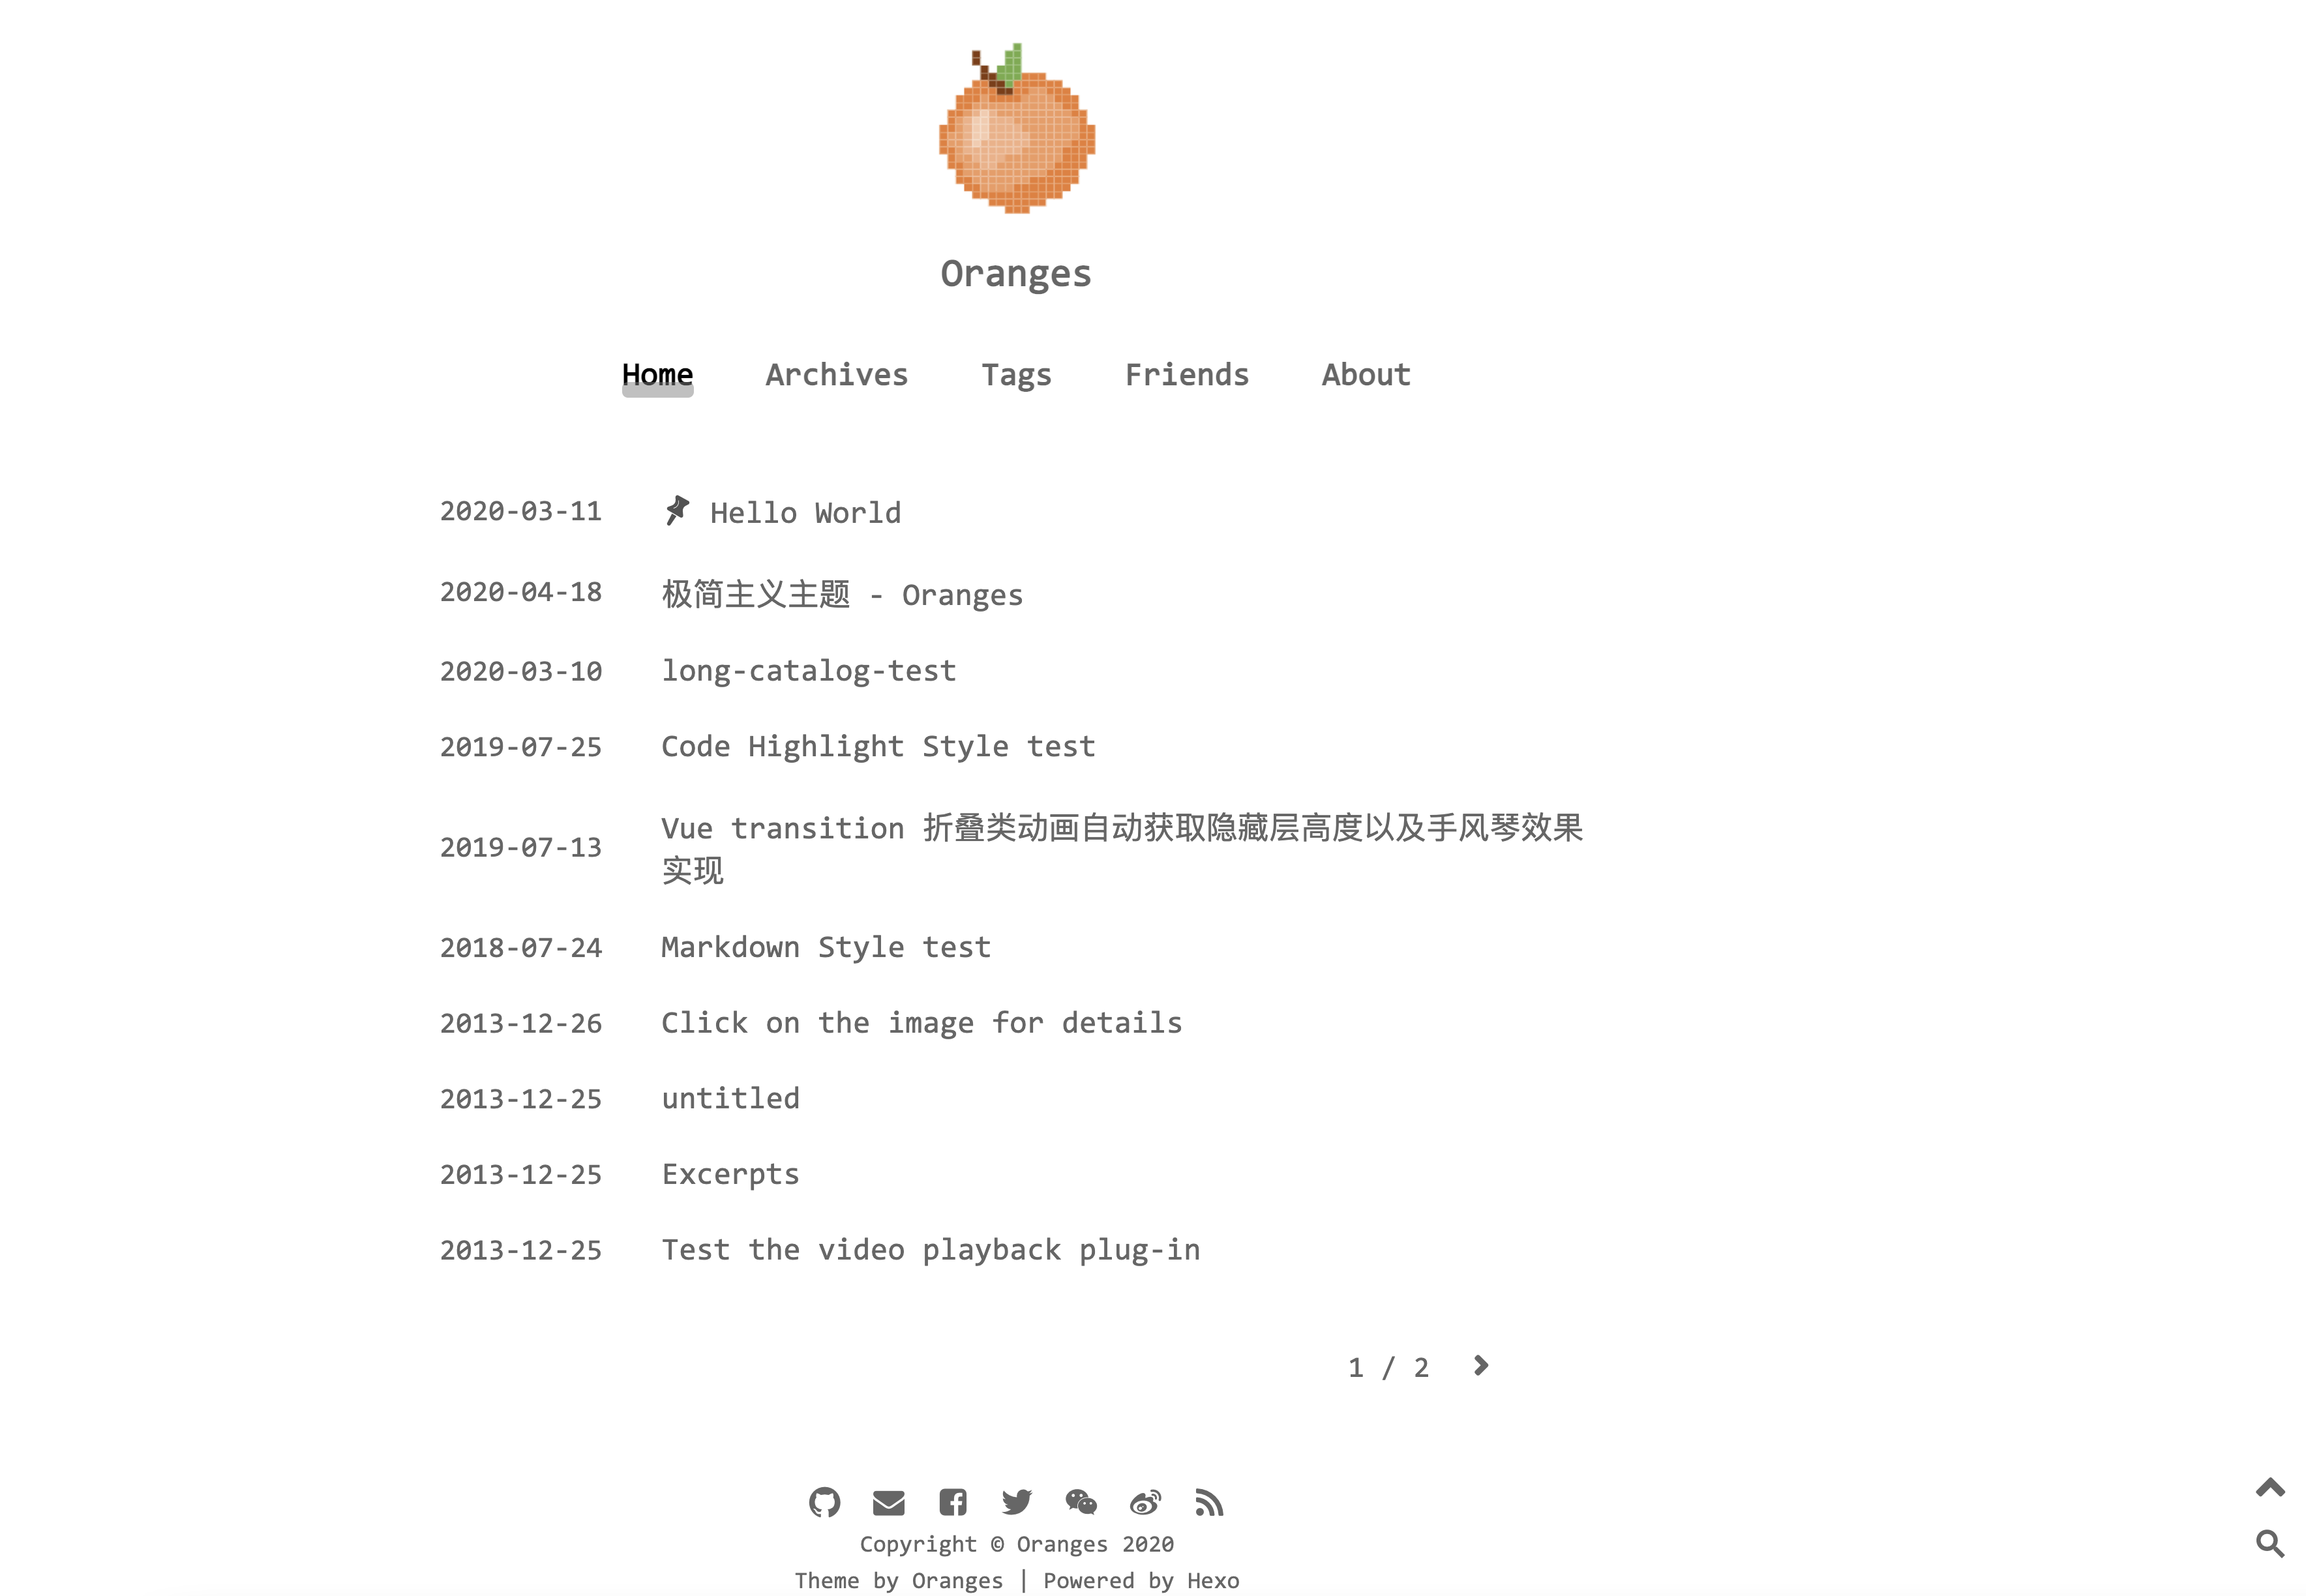 Oranges
Home Archives Tags Friends About
2020-03-11 Hello World
2020-04-18 极简主义主题 - Oranges
2020-03-10 long-catalog-test
2019-07-25 Code Highlight Style test
2019-07-13 Vue transition 折叠类动画自动获取隐藏层高度以及手风琴效果
实现
2018-07-24 Markdown Style test
2013-12-26 Click on the image for details
2013-12-25 untitled
2013-12-25 Excerpts
2013-12-25 Test the video playback plug-in
1 / 2
Copyright © Oranges 2020
Theme by Oranges | Powered by Hexo